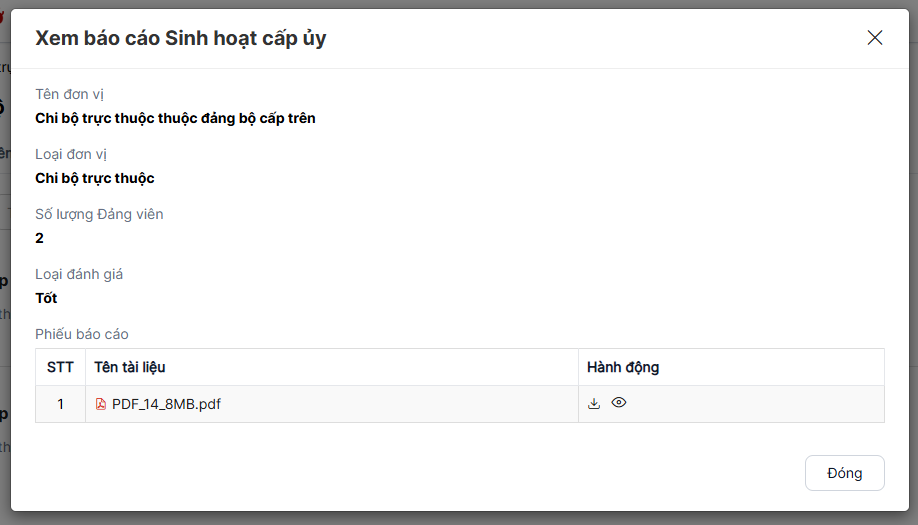 Xem báo cáo Sinh hoạt cấp ủy
Tên đơn vị
Chi bộ trực thuộc thuộc đảng bộ cấp trên
Loại đơn vị
Chi bộ trực thuộc
Số lượng Đảng viên
2
Loại đánh giá
Tốt
Phiếu báo cáo
STT Tên tài liệu Hành động
1 PDF_14_8MB.pdf
Đóng